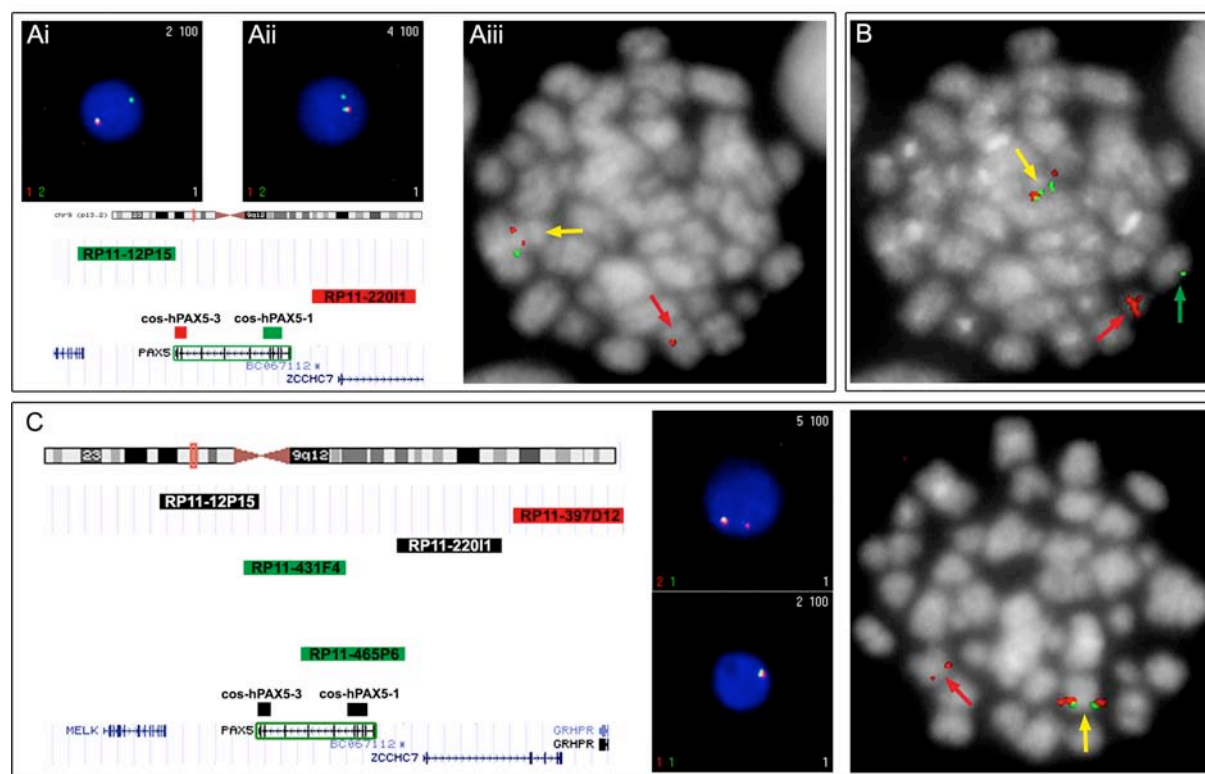 Ai
2 100
1 2
1
Aii
4 100
1 2
1
Aiii
B
chr9 (p13.2)
23
9q12
RP11-12P15
RP11-220I1
cos-hPAX5-3
cos-hPAX5-1
PAX5
BC067112
ZCCHC7
C
23
9q12
RP11-12P15
RP11-397D12
RP11-220I1
RP11-431F4
RP11-465P6
cos-hPAX5-3
cos-hPAX5-1
MELK
PAX5
BC067112
GRHPR
GRHPR
ZCCHC7
5 100
2 1
1
2 100
2 1
1